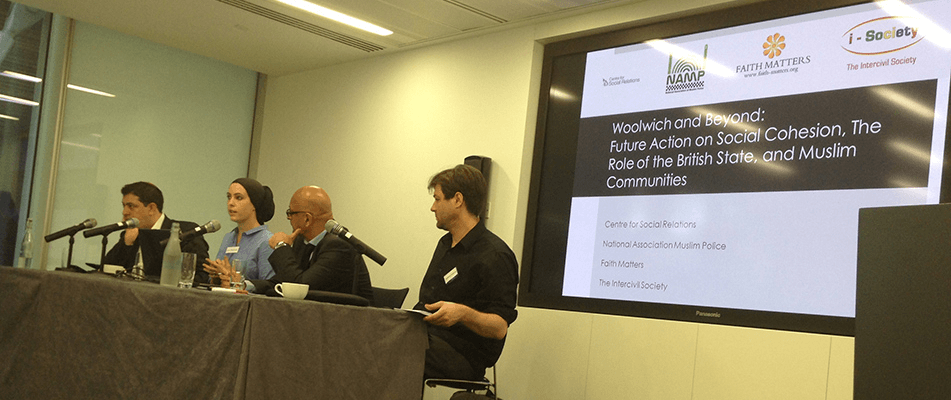 Centre for
Social Relations
NAMP
FAITH MATTERS
www.faith-matters.org
i - Society
The Intercivil Society
Woolwich and Beyond:
Future Action on Social Cohesion, The
Role of the British State, and Muslim
Communities
Centre for Social Relations
National Association Muslim Police
Faith Matters
The Intercivil Society
Panasonic